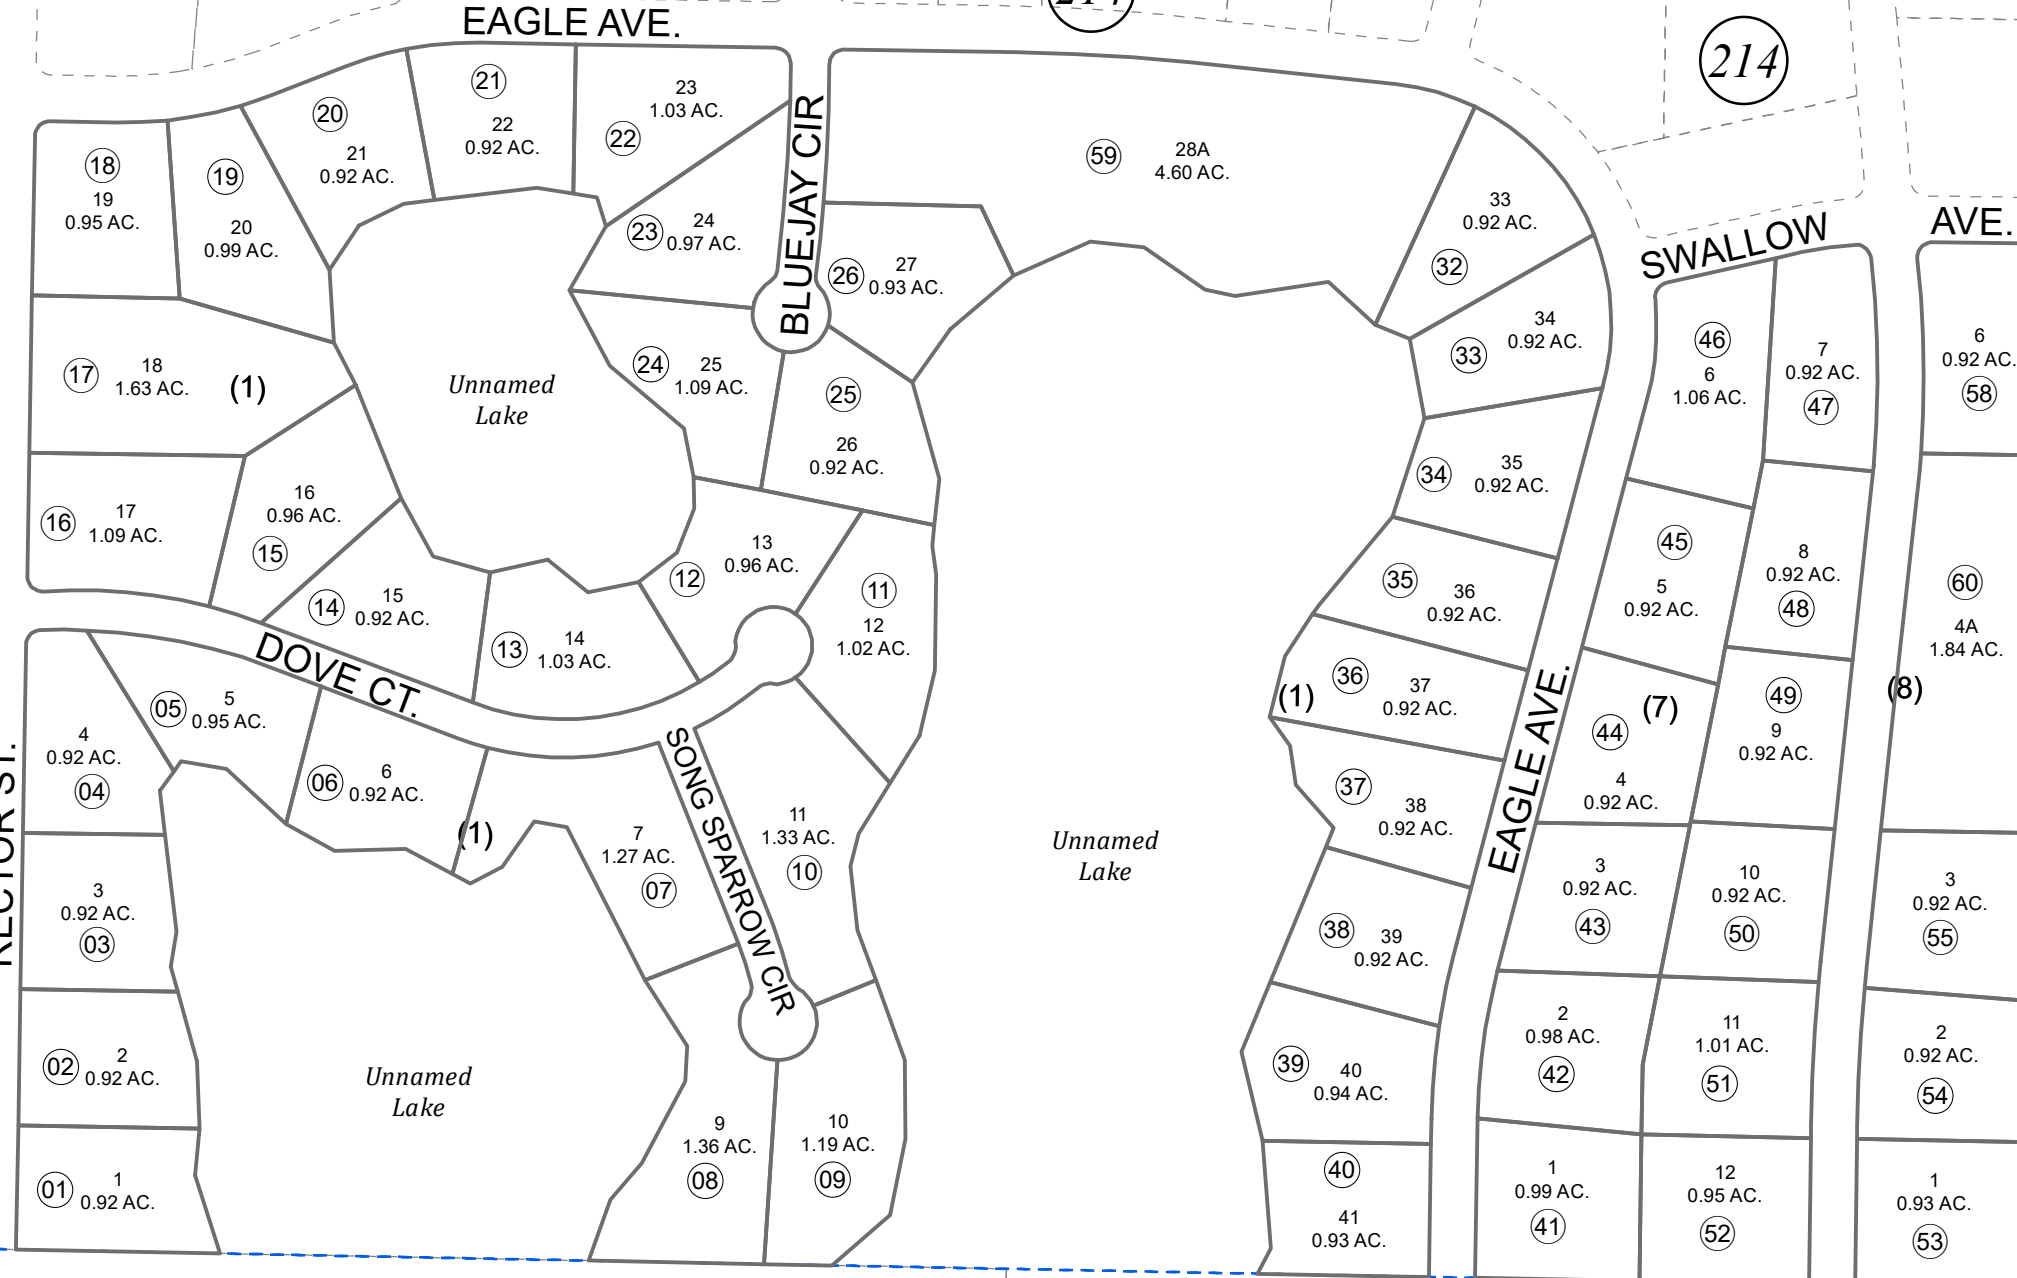 EAGLE AVE.
214
214
18
19
0.95 AC.
19
20
0.99 AC.
20
21
0.92 AC.
21
22
0.92 AC.
23
1.03 AC.
22
23
24
0.97 AC.
BLUEJAY CIR
59
28A
4.60 AC.
33
0.92 AC.
32
SWALLOW
AVE.
26
27
0.93 AC.
34
0.92 AC.
33
46
6
1.06 AC.
7
0.92 AC.
47
6
0.92 AC.
58
17
18
1.63 AC.
(1)
Unnamed
Lake
24
25
1.09 AC.
25
26
0.92 AC.
34
35
0.92 AC.
16
17
1.09 AC.
16
0.96 AC.
15
13
0.96 AC.
12
11
12
1.02 AC.
35
36
0.92 AC.
45
5
0.92 AC.
8
0.92 AC.
48
60
4A
1.84 AC.
14
15
0.92 AC.
13
14
1.03 AC.
DOVE CT.
05
5
0.95 AC.
4
0.92 AC.
04
06
6
0.92 AC.
(1)
36
37
0.92 AC.
(1)
EAGLE AVE.
44
(7)
4
0.92 AC.
49
9
0.92 AC.
(8)
RECTOR ST.
SONG SPARROW CIR
7
1.27 AC.
07
11
1.33 AC.
10
Unnamed
Lake
37
38
0.92 AC.
3
0.92 AC.
03
38
39
0.92 AC.
3
0.92 AC.
43
10
0.92 AC.
50
3
0.92 AC.
55
02
2
0.92 AC.
Unnamed
Lake
39
40
0.94 AC.
2
0.98 AC.
42
11
1.01 AC.
51
2
0.92 AC.
54
01
1
0.92 AC.
9
1.36 AC.
08
10
1.19 AC.
09
40
41
0.93 AC.
1
0.99 AC.
41
12
0.95 AC.
52
1
0.93 AC.
53